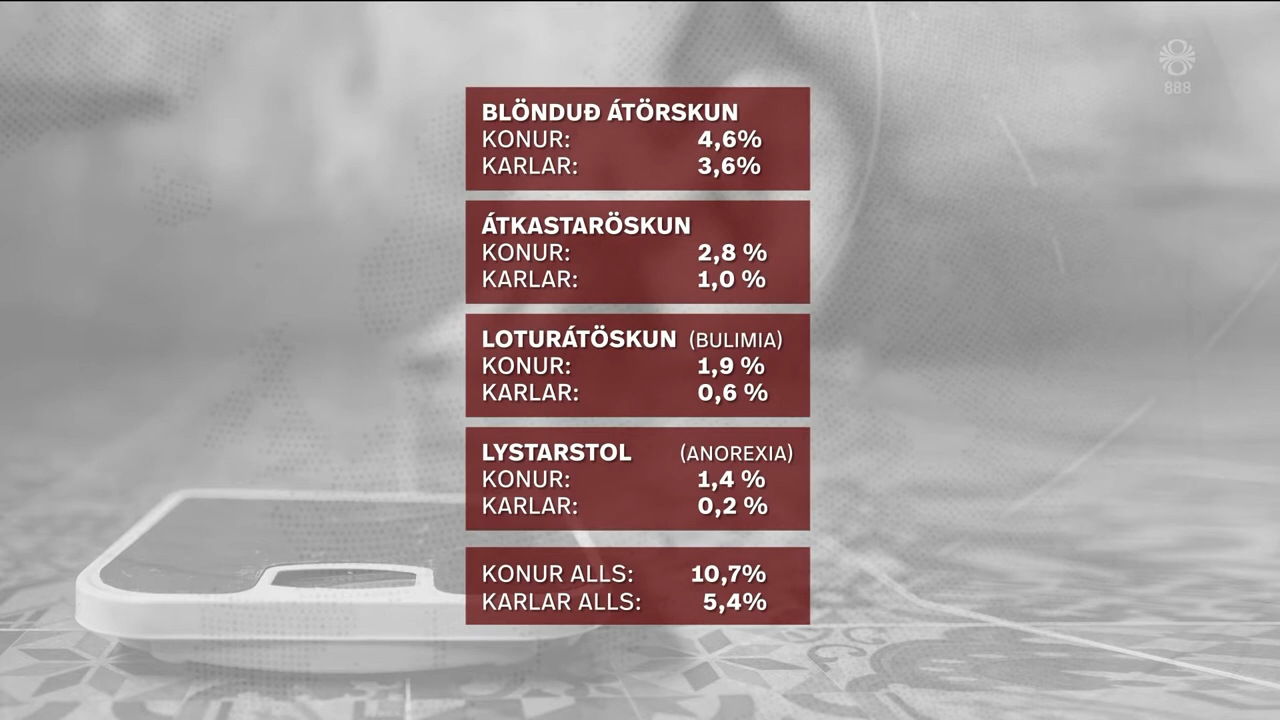 888
BLÖNDUÐ ÁTÖRSKUN
KONUR: 4,6%
KARLAR: 3,6%
ÁTKASTARÖSKUN
KONUR: 2,8 %
KARLAR: 1,0 %
LOTURÁTÖSKUN (BULIMIA)
KONUR: 1,9 %
KARLAR: 0,6 %
LYSTARSTOL (ANOREXIA)
KONUR: 1,4 %
KARLAR: 0,2 %
KONUR ALLS: 10,7%
KARLAR ALLS: 5,4%